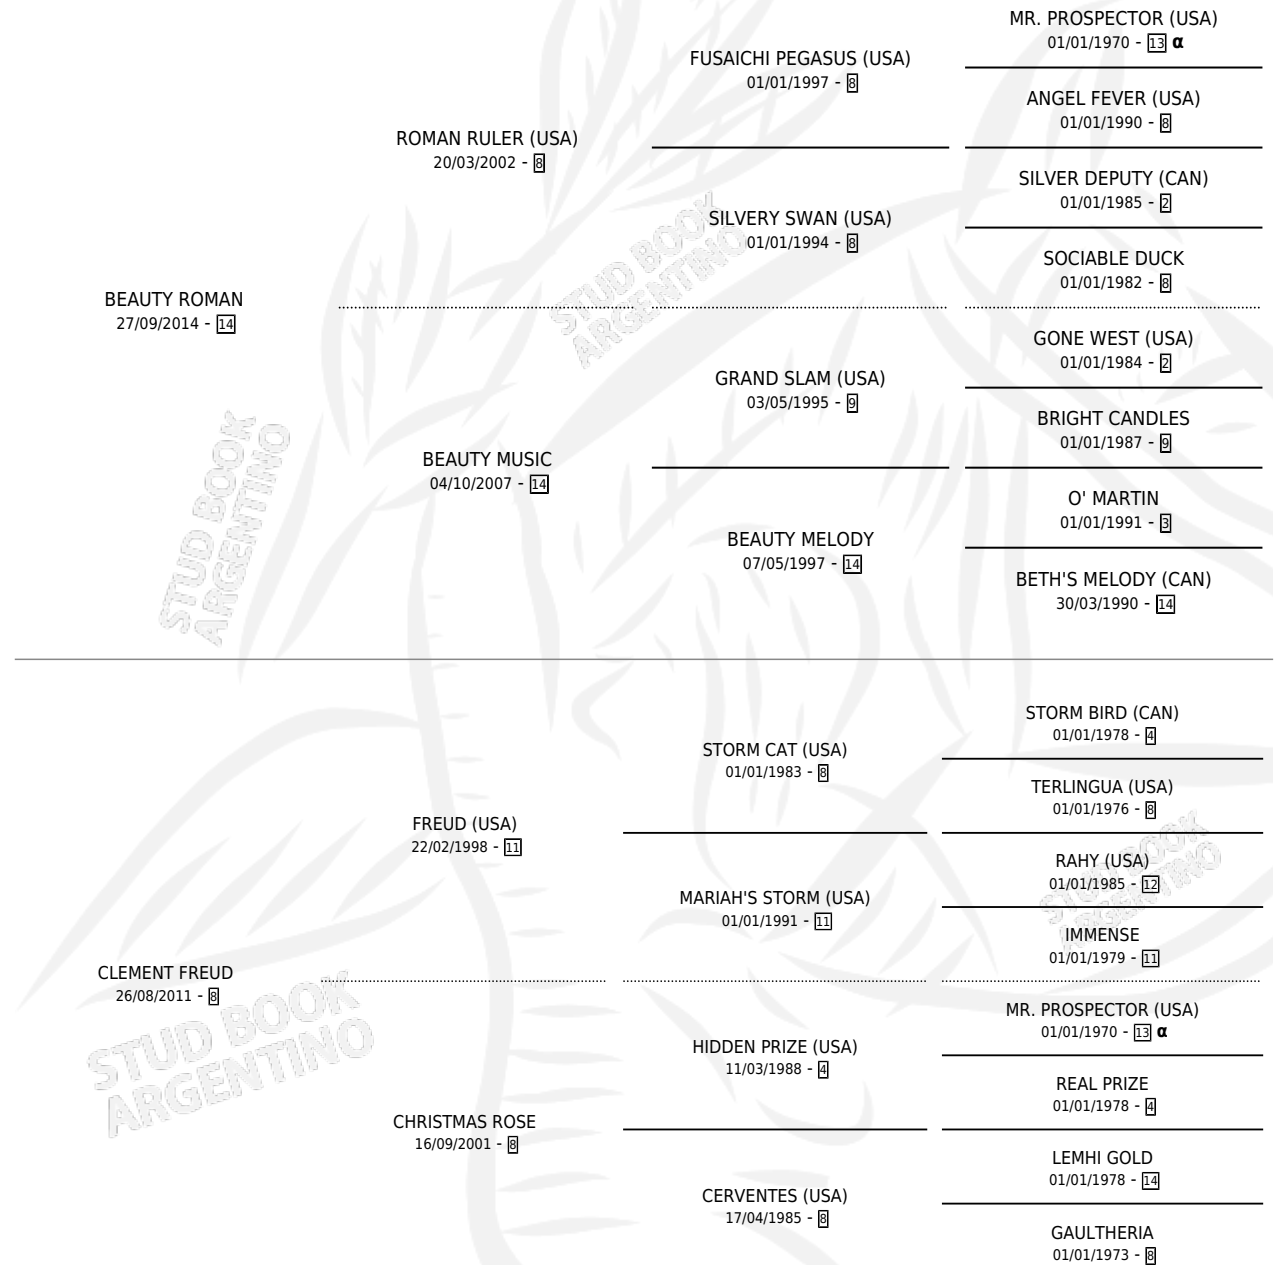 MR. PROSPECTOR (USA)
01/01/1970 - 13 α
FUSAICHI PEGASUS (USA)
01/01/1997 - 8
ANGEL FEVER (USA)
01/01/1990 - 8
ROMAN RULER (USA)
20/03/2002 - 8
SILVER DEPUTY (CAN)
01/01/1985 - 2
SILVERY SWAN (USA)
01/01/1994 - 8
SOCIABLE DUCK
01/01/1982 - 8
BEAUTY ROMAN
27/09/2014 - 14
GONE WEST (USA)
01/01/1984 - 2
GRAND SLAM (USA)
03/05/1995 - 9
BRIGHT CANDLES
01/01/1987 - 9
BEAUTY MUSIC
04/10/2007 - 14
O' MARTIN
01/01/1991 - 3
BEAUTY MELODY
07/05/1997 - 14
BETH'S MELODY (CAN)
30/03/1990 - 14
STORM BIRD (CAN)
01/01/1978 - 4
STORM CAT (USA)
01/01/1983 - 8
TERLINGUA (USA)
01/01/1976 - 8
FREUD (USA)
22/02/1998 - 11
RAHY (USA)
01/01/1985 - 12
MARIAH'S STORM (USA)
01/01/1991 - 11
IMMENSE
01/01/1979 - 11
CLEMENT FREUD
26/08/2011 - 8
MR. PROSPECTOR (USA)
01/01/1970 - 13 α
HIDDEN PRIZE (USA)
11/03/1988 - 4
REAL PRIZE
01/01/1978 - 4
CHRISTMAS ROSE
16/09/2001 - 8
LEMHI GOLD
01/01/1978 - 14
CERVENTES (USA)
17/04/1985 - 8
GAULTHERIA
01/01/1973 - 8
STUD BOOK
ARGENTINO
STUD BOOK
ARGENTINO
STUD BOOK
ARGENTINO
STUD BOOK
ARGENTINO